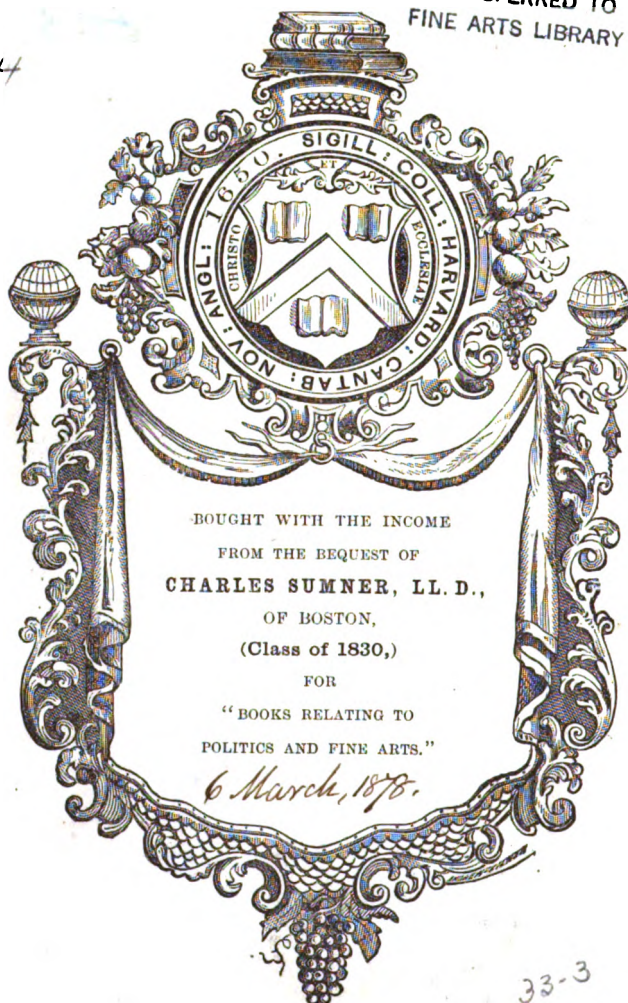 TO
FINE ARTS LIBRARY
SIGILL: COLL: HARVARD: CANTAB: NOV: ANGL: 1650.
ET
CHRISTO
ECCLESIAE
BOUGHT WITH THE INCOME
FROM THE BEQUEST OF
CHARLES SUMNER, LL. D.,
OF BOSTON,
(Class of 1830,)
FOR
"BOOKS RELATING TO
POLITICS AND FINE ARTS."
6 March, 1878.
33-3